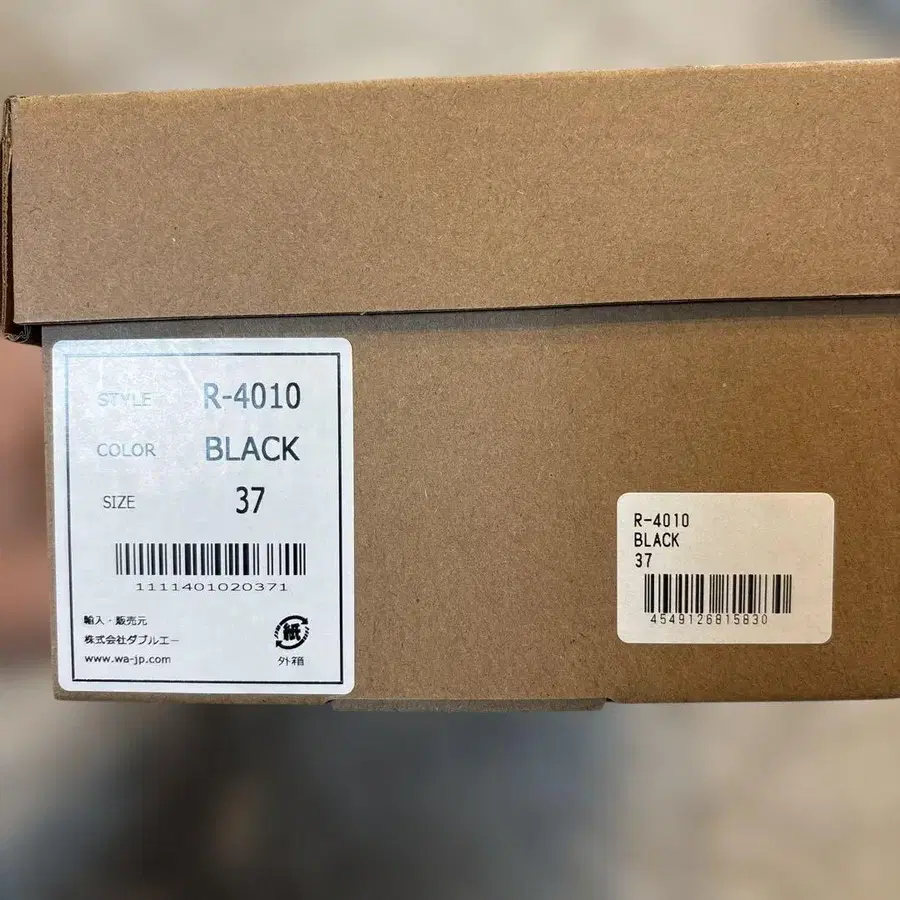 STYLE R-4010
COLOR BLACK
SIZE 37
1111401020371
輸入・販売元
株式会社ダブルエー
www.wa-jp.com
紙
外箱
R-4010
BLACK
37
4549126815830